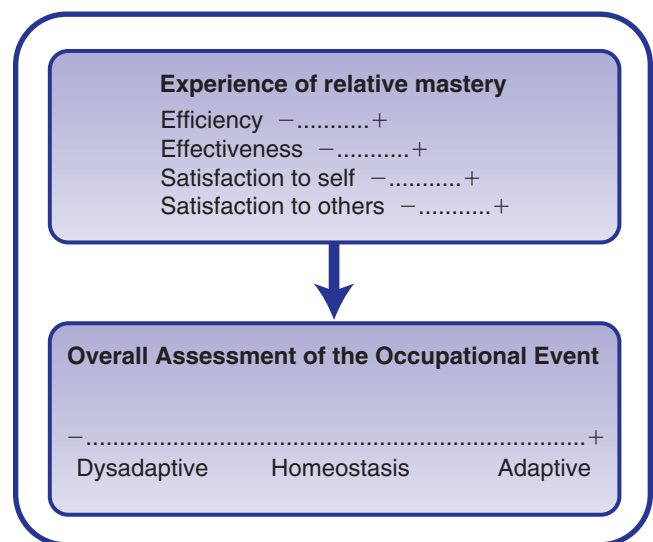 Experience of relative mastery
Efficiency −...........+
Effectiveness −...........+
Satisfaction to self −...........+
Satisfaction to others −...........+
Overall Assessment of the Occupational Event
−...........................................................................+
Dysadaptive Homeostasis Adaptive